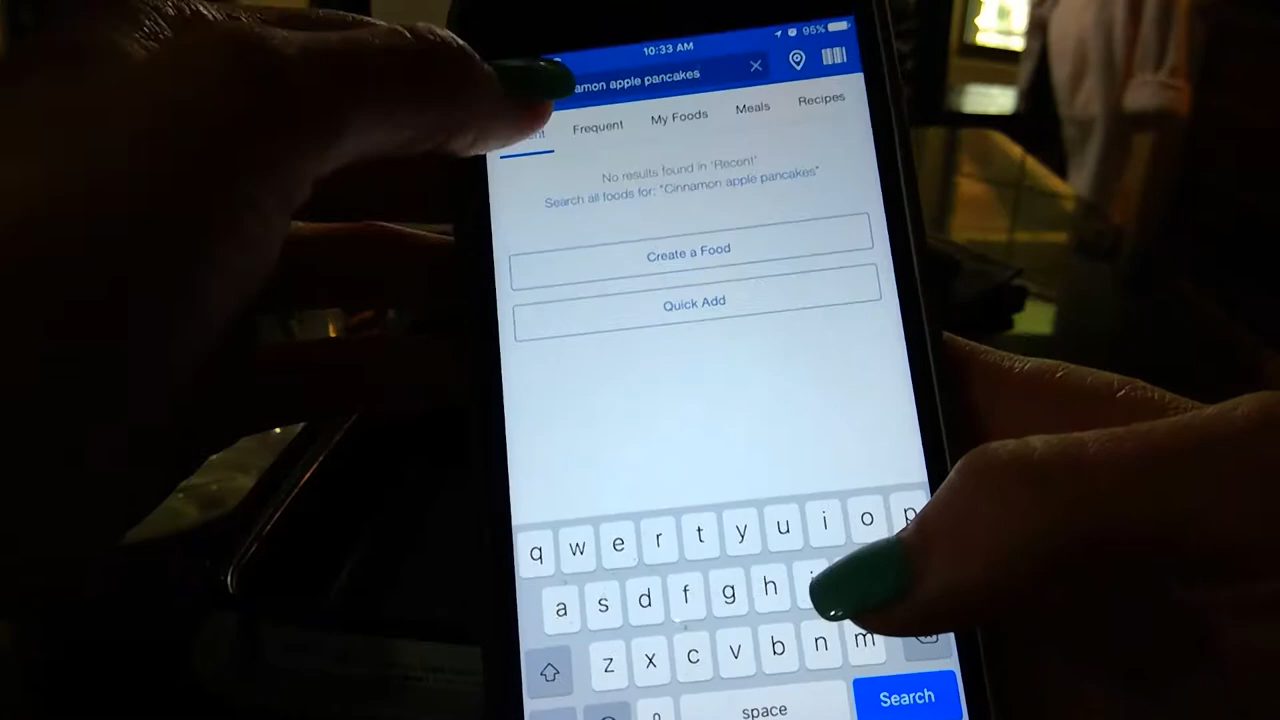 10:33 AM 95%
amon apple pancakes
ent Frequent My Foods Meals Recipes
No results found in 'Recent'
Search all foods for: "Cinnamon apple pancakes"
Create a Food
Quick Add
q w e r t y u i o p
a s d f g h j
z x c v b n m
space Search